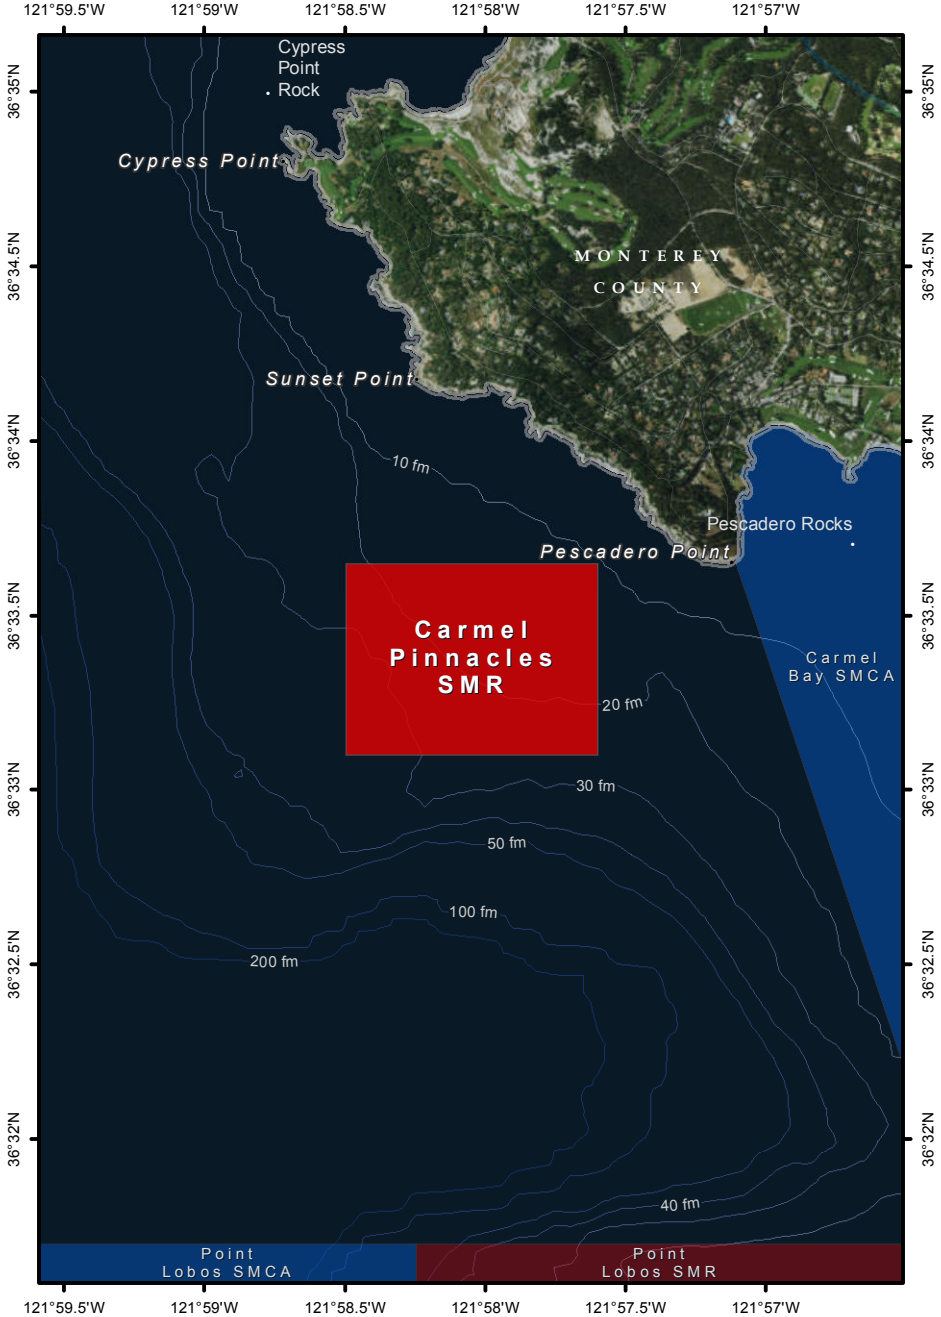 121°59.5'W 121°59'W 121°58.5'W 121°58'W 121°57.5'W 121°57'W
Cypress
Point
Rock
36°35'N 36°35'N
Cypress Point
MONTEREY
36°34.5'N 36°34.5'N
COUNTY
Sunset Point
36°34'N 36°34'N
10 fm
Pescadero Rocks
Pescadero Point
36°33.5'N 36°33.5'N
Carmel
Pinnacles
SMR
Carmel
Bay SMCA
20 fm
36°33'N 36°33'N
30 fm
50 fm
100 fm
200 fm
36°32.5'N 36°32.5'N
36°32'N 36°32'N
40 fm
Point
Lobos SMCA
Point
Lobos SMR
121°59.5'W 121°59'W 121°58.5'W 121°58'W 121°57.5'W 121°57'W